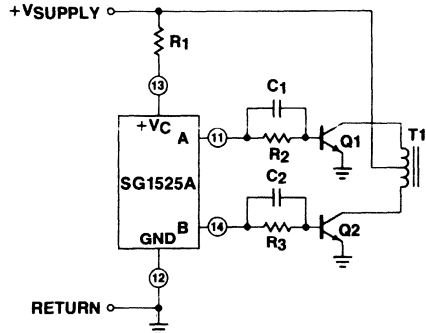 +VSUPPLY
R1
13
C1
+VC
A
11
R2
Q1
T1
SG1525A
C2
B
14
R3
Q2
GND
12
RETURN